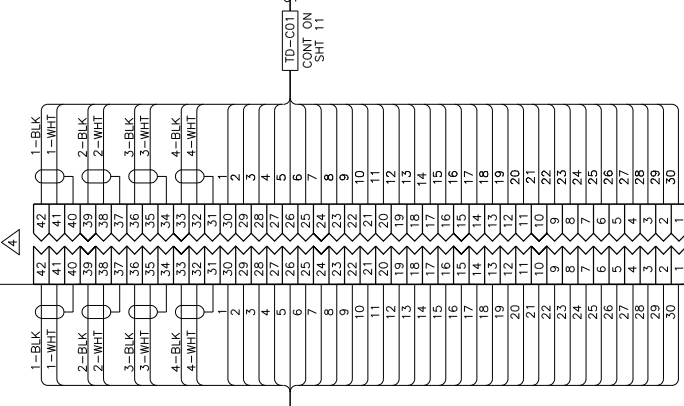 TD-C01
CONT ON
SHT 11
1-BLK
1-WHT
2-BLK
2-WHT
3-BLK
3-WHT
4-BLK
4-WHT
1 2 3 4 5 6 7 8 9 10 11 12 13 14 15 16 17 18 19 20 21 22 23 24 25 26 27 28 29 30
4
42 41 40 39 38 37 36 35 34 33 32 31 30 29 28 27 26 25 24 23 22 21 20 19 18 17 16 15 14 13 12 11 10 9 8 7 6 5 4 3 2 1
42 41 40 39 38 37 36 35 34 33 32 31 30 29 28 27 26 25 24 23 22 21 20 19 18 17 16 15 14 13 12 11 10 9 8 7 6 5 4 3 2 1
1-BLK
1-WHT
2-BLK
2-WHT
3-BLK
3-WHT
4-BLK
4-WHT
1 2 3 4 5 6 7 8 9 10 11 12 13 14 15 16 17 18 19 20 21 22 23 24 25 26 27 28 29 30